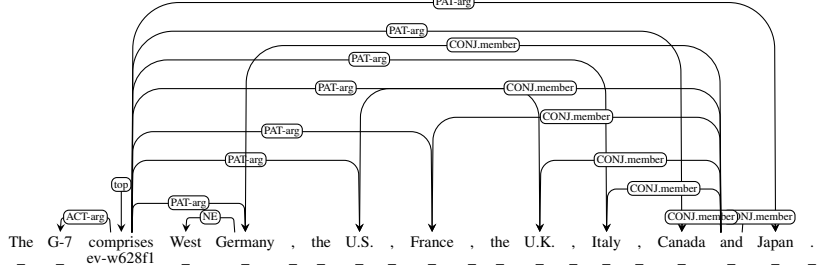 PAT-arg
PAT-arg
CONJ.member
PAT-arg
PAT-arg CONJ.member
CONJ.member
PAT-arg
PAT-arg CONJ.member
top
CONJ.member
PAT-arg
ACT-arg NE CONJ.member CONJ.member
The G-7 comprises West Germany , the U.S. , France , the U.K. , Italy , Canada and Japan .
ev-w628f1
_ _ _ _ _ _ _ _ _ _ _ _ _ _ _ _ _ _ _